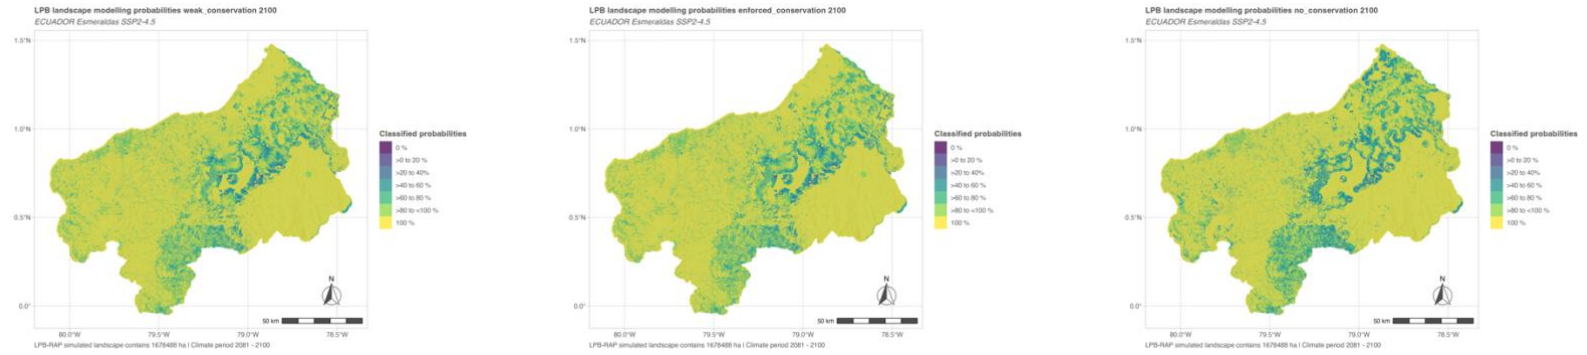 LPB landscape modelling probabilities weak_conservation 2100
ECUADOR Esmeraldas SSP2-4.5
1.5°N
1.0°N
0.5°N
0.0°
80.0°W
79.5°W
79.0°W
78.5°W
Classified probabilities
0 %
>0 to 20 %
>20 to 40%
>40 to 60 %
>60 to 80 %
>80 to <100 %
100 %
N
50 km
LPB-RAP simulated landscape contains 1678488 ha | Climate period 2081 - 2100
LPB landscape modelling probabilities enforced_conservation 2100
ECUADOR Esmeraldas SSP2-4.5
1.5°N
1.0°N
0.5°N
0.0°
80.0°W
79.5°W
79.0°W
78.5°W
Classified probabilities
0 %
>0 to 20 %
>20 to 40%
>40 to 60 %
>60 to 80 %
>80 to <100 %
100 %
N
50 km
LPB-RAP simulated landscape contains 1678488 ha | Climate period 2081 - 2100
LPB landscape modelling probabilities no_conservation 2100
ECUADOR Esmeraldas SSP2-4.5
1.5°N
1.0°N
0.5°N
0.0°
80.0°W
79.5°W
79.0°W
78.5°W
Classified probabilities
0 %
>0 to 20 %
>20 to 40%
>40 to 60 %
>60 to 80 %
>80 to <100 %
100 %
N
50 km
LPB-RAP simulated landscape contains 1678488 ha | Climate period 2081 - 2100